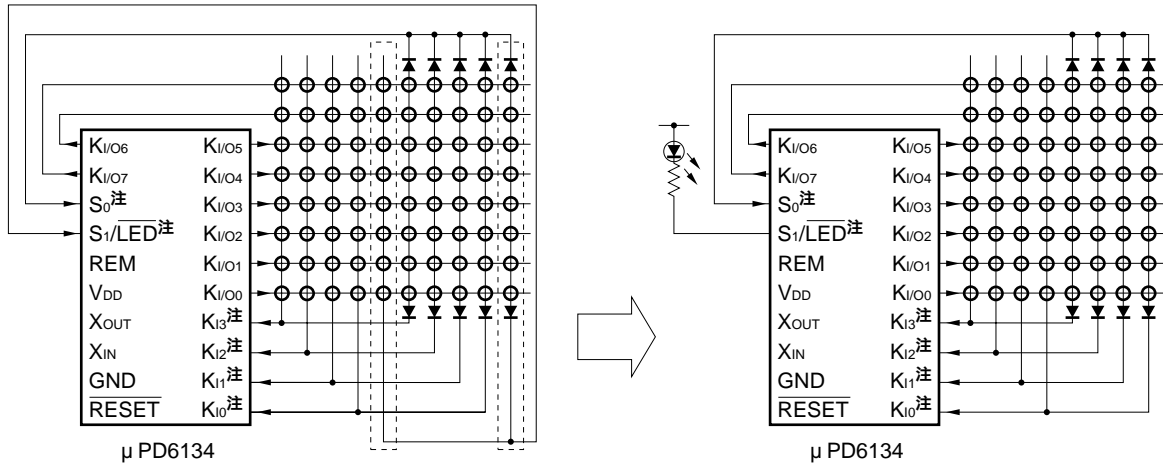 KI/O6 KI/O5
KI/O7 KI/O4
S0注 KI/O3
S1/LED注 KI/O2
REM KI/O1
VDD KI/O0
XOUT KI3注
XIN KI2注
GND KI1注
RESET KI0注
μ PD6134
KI/O6 KI/O5
KI/O7 KI/O4
S0注 KI/O3
S1/LED注 KI/O2
REM KI/O1
VDD KI/O0
XOUT KI3注
XIN KI2注
GND KI1注
RESET KI0注
μ PD6134